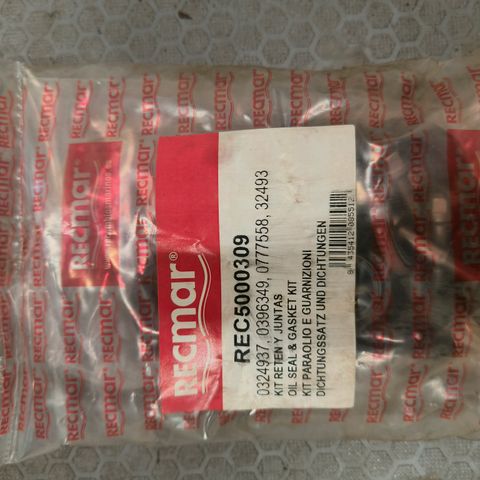 Recmar®
REC5000309
0324937, 0396349, 0777558, 32493
KIT RETEN Y JUNTAS
OIL SEAL & GASKET KIT
KIT PARAOLIO E GUARNIZIONI
DICHTUNGSSATZ UND DICHTUNGEN
Recmar